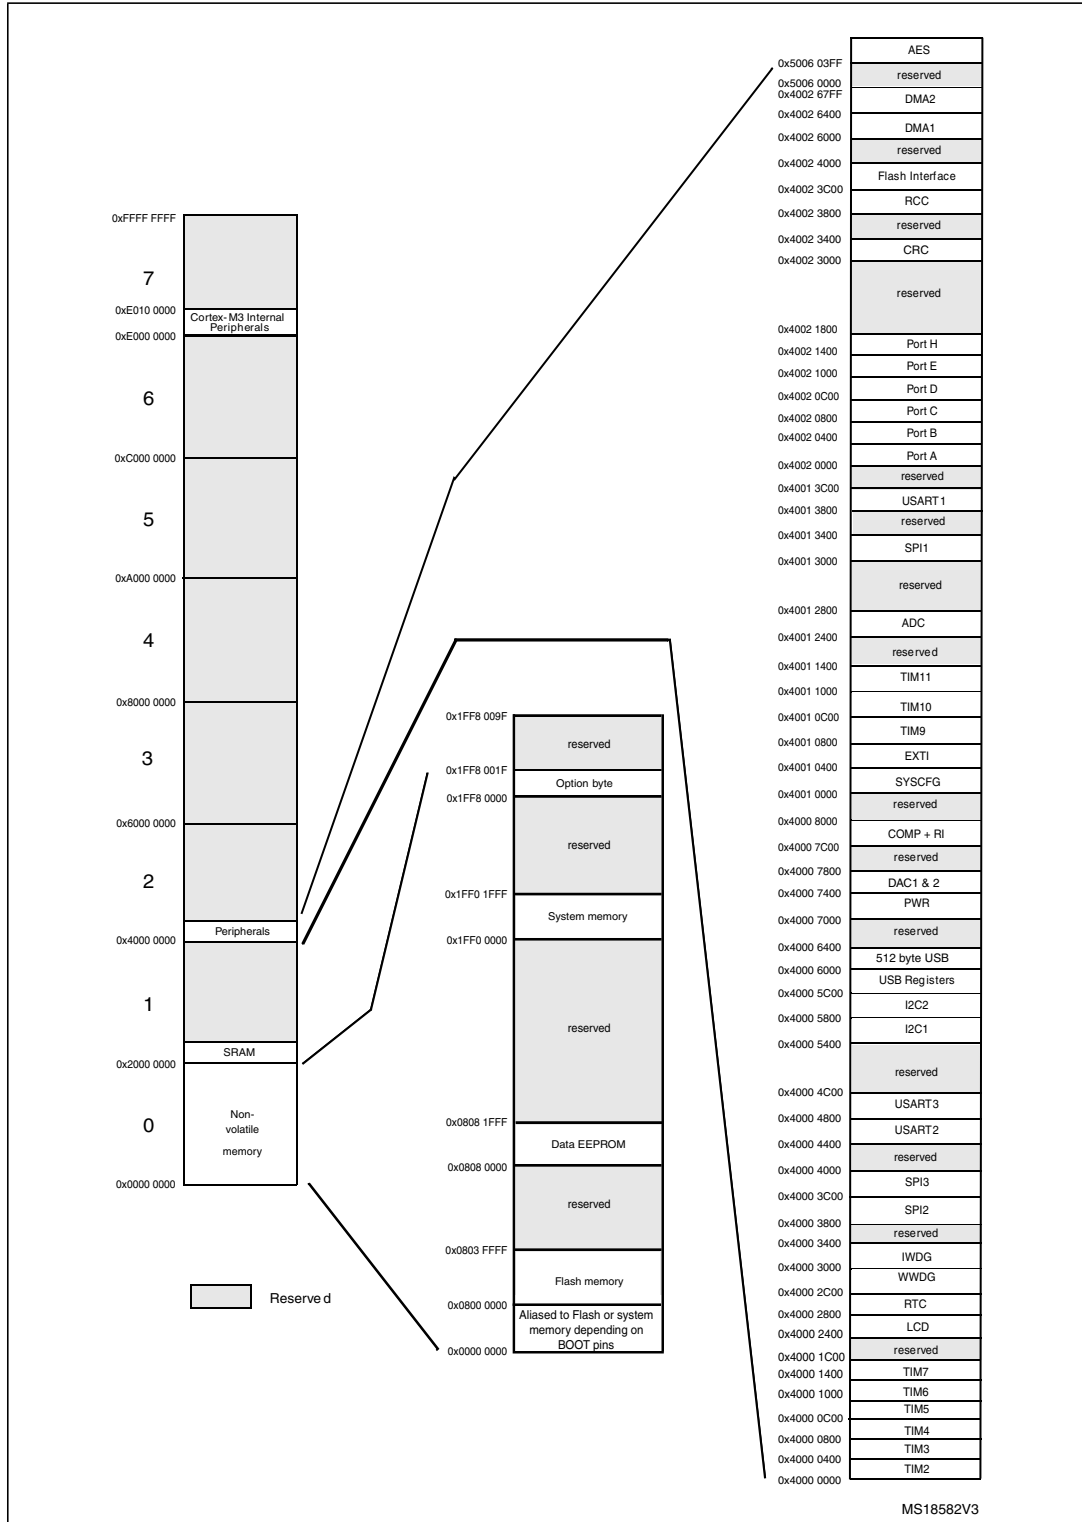 0xFFFF FFFF
7
0xE010 0000
Cortex-M3 Internal
Peripherals
0xE000 0000
6
0xC000 0000
5
0xA000 0000
4
0x8000 0000
3
0x6000 0000
2
Peripherals
0x4000 0000
1
SRAM
0x2000 0000
0
Non-
volatile
memory
0x0000 0000
Reserved
0x1FF8 009F
reserved
0x1FF8 001F
Option byte
0x1FF8 0000
reserved
0x1FF0 1FFF
System memory
0x1FF0 0000
reserved
0x0808 1FFF
Data EEPROM
0x0808 0000
reserved
0x0803 FFFF
Flash memory
0x0800 0000
Aliased to Flash or system
memory depending on
BOOT pins
0x0000 0000
AES
0x5006 03FF
reserved
0x5006 0000
0x4002 67FF
DMA2
0x4002 6400
DMA1
0x4002 6000
reserved
0x4002 4000
Flash Interface
0x4002 3C00
RCC
0x4002 3800
reserved
0x4002 3400
CRC
0x4002 3000
reserved
0x4002 1800
Port H
0x4002 1400
Port E
0x4002 1000
Port D
0x4002 0C00
Port C
0x4002 0800
Port B
0x4002 0400
Port A
0x4002 0000
reserved
0x4001 3C00
USART1
0x4001 3800
reserved
0x4001 3400
SPI1
0x4001 3000
reserved
0x4001 2800
ADC
0x4001 2400
reserved
0x4001 1400
TIM11
0x4001 1000
TIM10
0x4001 0C00
TIM9
0x4001 0800
EXTI
0x4001 0400
SYSCFG
0x4001 0000
reserved
0x4000 8000
COMP + RI
0x4000 7C00
reserved
0x4000 7800
DAC1 & 2
0x4000 7400
PWR
0x4000 7000
reserved
0x4000 6400
512 byte USB
0x4000 6000
USB Registers
0x4000 5C00
I2C2
0x4000 5800
I2C1
0x4000 5400
reserved
0x4000 4C00
USART3
0x4000 4800
USART2
0x4000 4400
reserved
0x4000 4000
SPI3
0x4000 3C00
SPI2
0x4000 3800
reserved
0x4000 3400
IWDG
0x4000 3000
WWDG
0x4000 2C00
RTC
0x4000 2800
LCD
0x4000 2400
reserved
0x4000 1C00
TIM7
0x4000 1400
TIM6
0x4000 1000
TIM5
0x4000 0C00
TIM4
0x4000 0800
TIM3
0x4000 0400
TIM2
0x4000 0000
MS18582V3